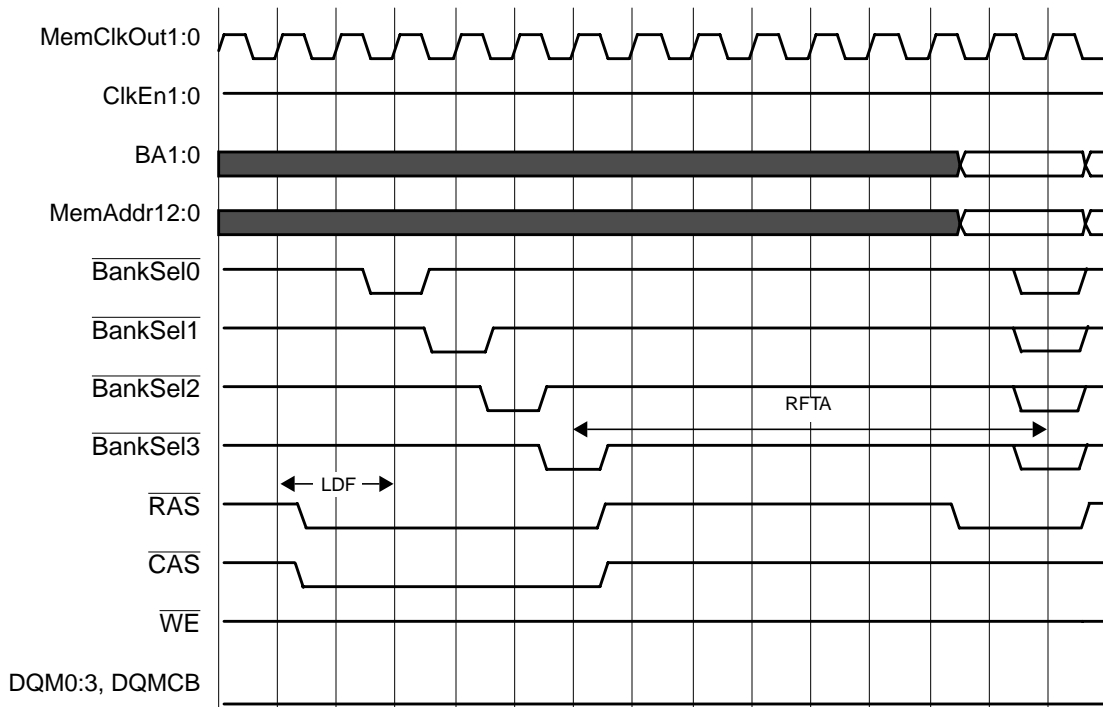 MemClkOut1:0
ClkEn1:0
BA1:0
MemAddr12:0
BankSel0
BankSel1
BankSel2
RFTA
BankSel3
LDF
RAS
CAS
WE
DQM0:3, DQMCB